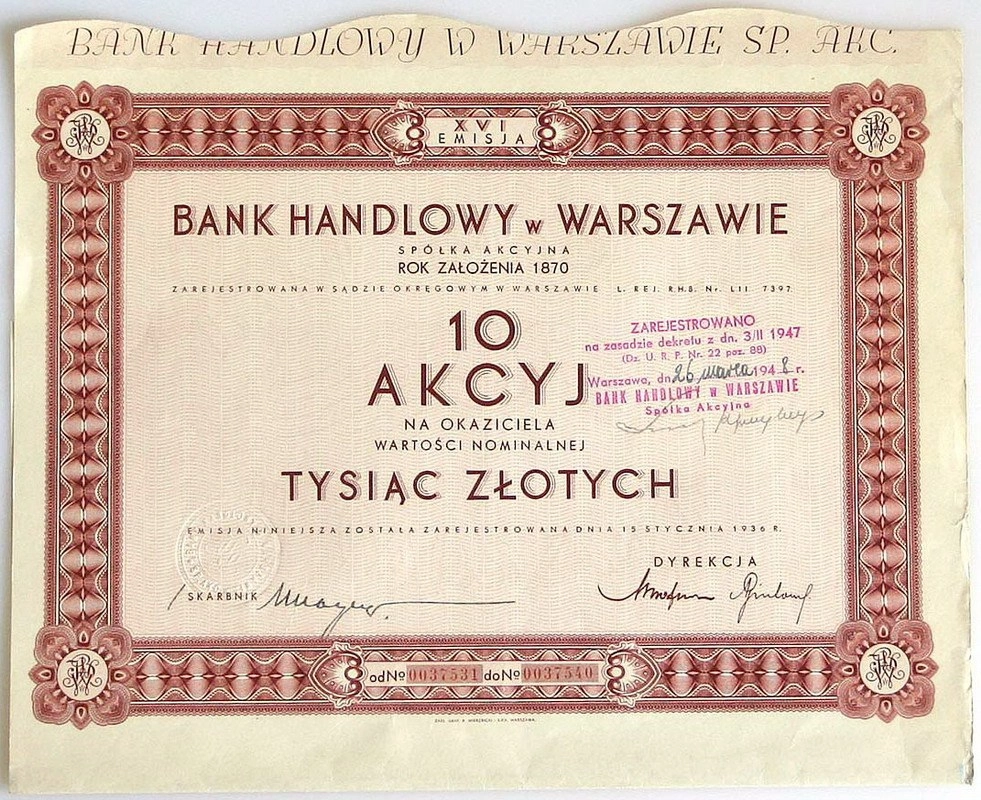 BANK HANDLOWY W WARSZAWIE SP. AKC.
XVI
EMISJA
BANK HANDLOWY w WARSZAWIE
SPÓŁKA AKCYJNA
ROK ZAŁOŻENIA 1870
ZAREJESTROWANA W SĄDZIE OKRĘGOWYM W WARSZAWIE L. REJ. R.H.B. Nr. LII 7397.
10
AKCYJ
NA OKAZICIELA
WARTOŚCI NOMINALNEJ
TYSIĄC ZŁOTYCH
ZAREJESTROWANO
na zasadzie dekretu z dn. 3/II 1947
(Dz. U. R. P. Nr. 22 poz. 88)
Warszawa, dn. 26 marca 1948 r.
BANK HANDLOWY w WARSZAWIE
Spółka Akcyjna
EMISJA NINIEJSZA ZOSTAŁA ZAREJESTROWANA DNIA 15 STYCZNIA 1936 R.
DYREKCJA
SKARBNIK
od No 0037531 do No 0037540